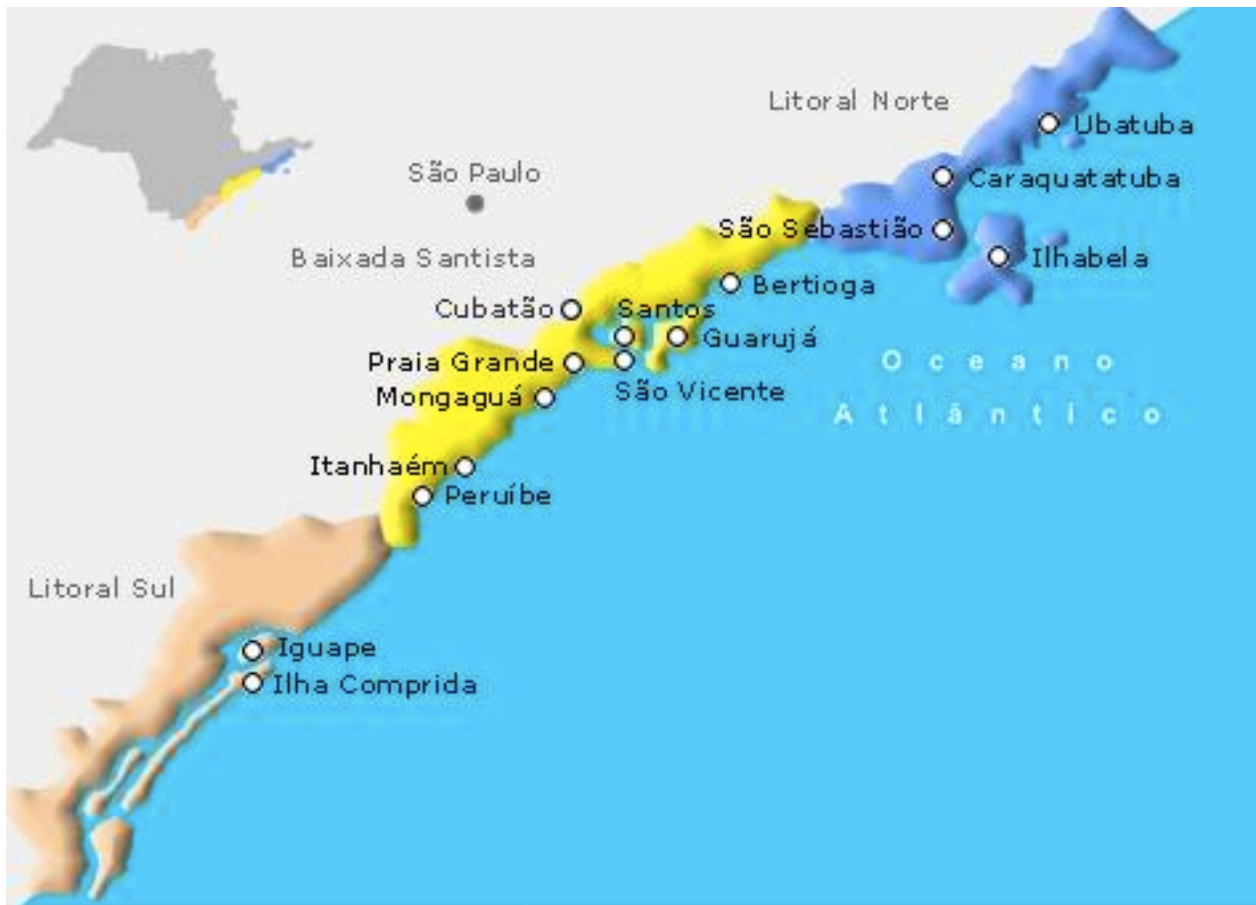 Litoral Norte
Ubatuba
São Paulo
Caraquatatuba
São Sebastião
Baixada Santista
Ilhabela
Bertioga
Cubatão
Santos
Guarujá
Praia Grande
Oceano
Atlântico
São Vicente
Mongaguá
Itanhaém
Peruíbe
Litoral Sul
Iguape
Ilha Comprida